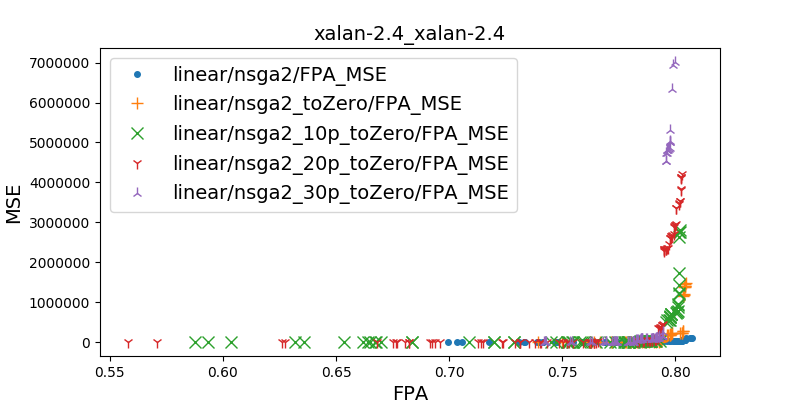 xalan-2.4_xalan-2.4
7000000
6000000
5000000
4000000
3000000
2000000
1000000
0
MSE
linear/nsga2/FPA_MSE
linear/nsga2_toZero/FPA_MSE
linear/nsga2_10p_toZero/FPA_MSE
linear/nsga2_20p_toZero/FPA_MSE
linear/nsga2_30p_toZero/FPA_MSE
0.55 0.60 0.65 0.70 0.75 0.80
FPA